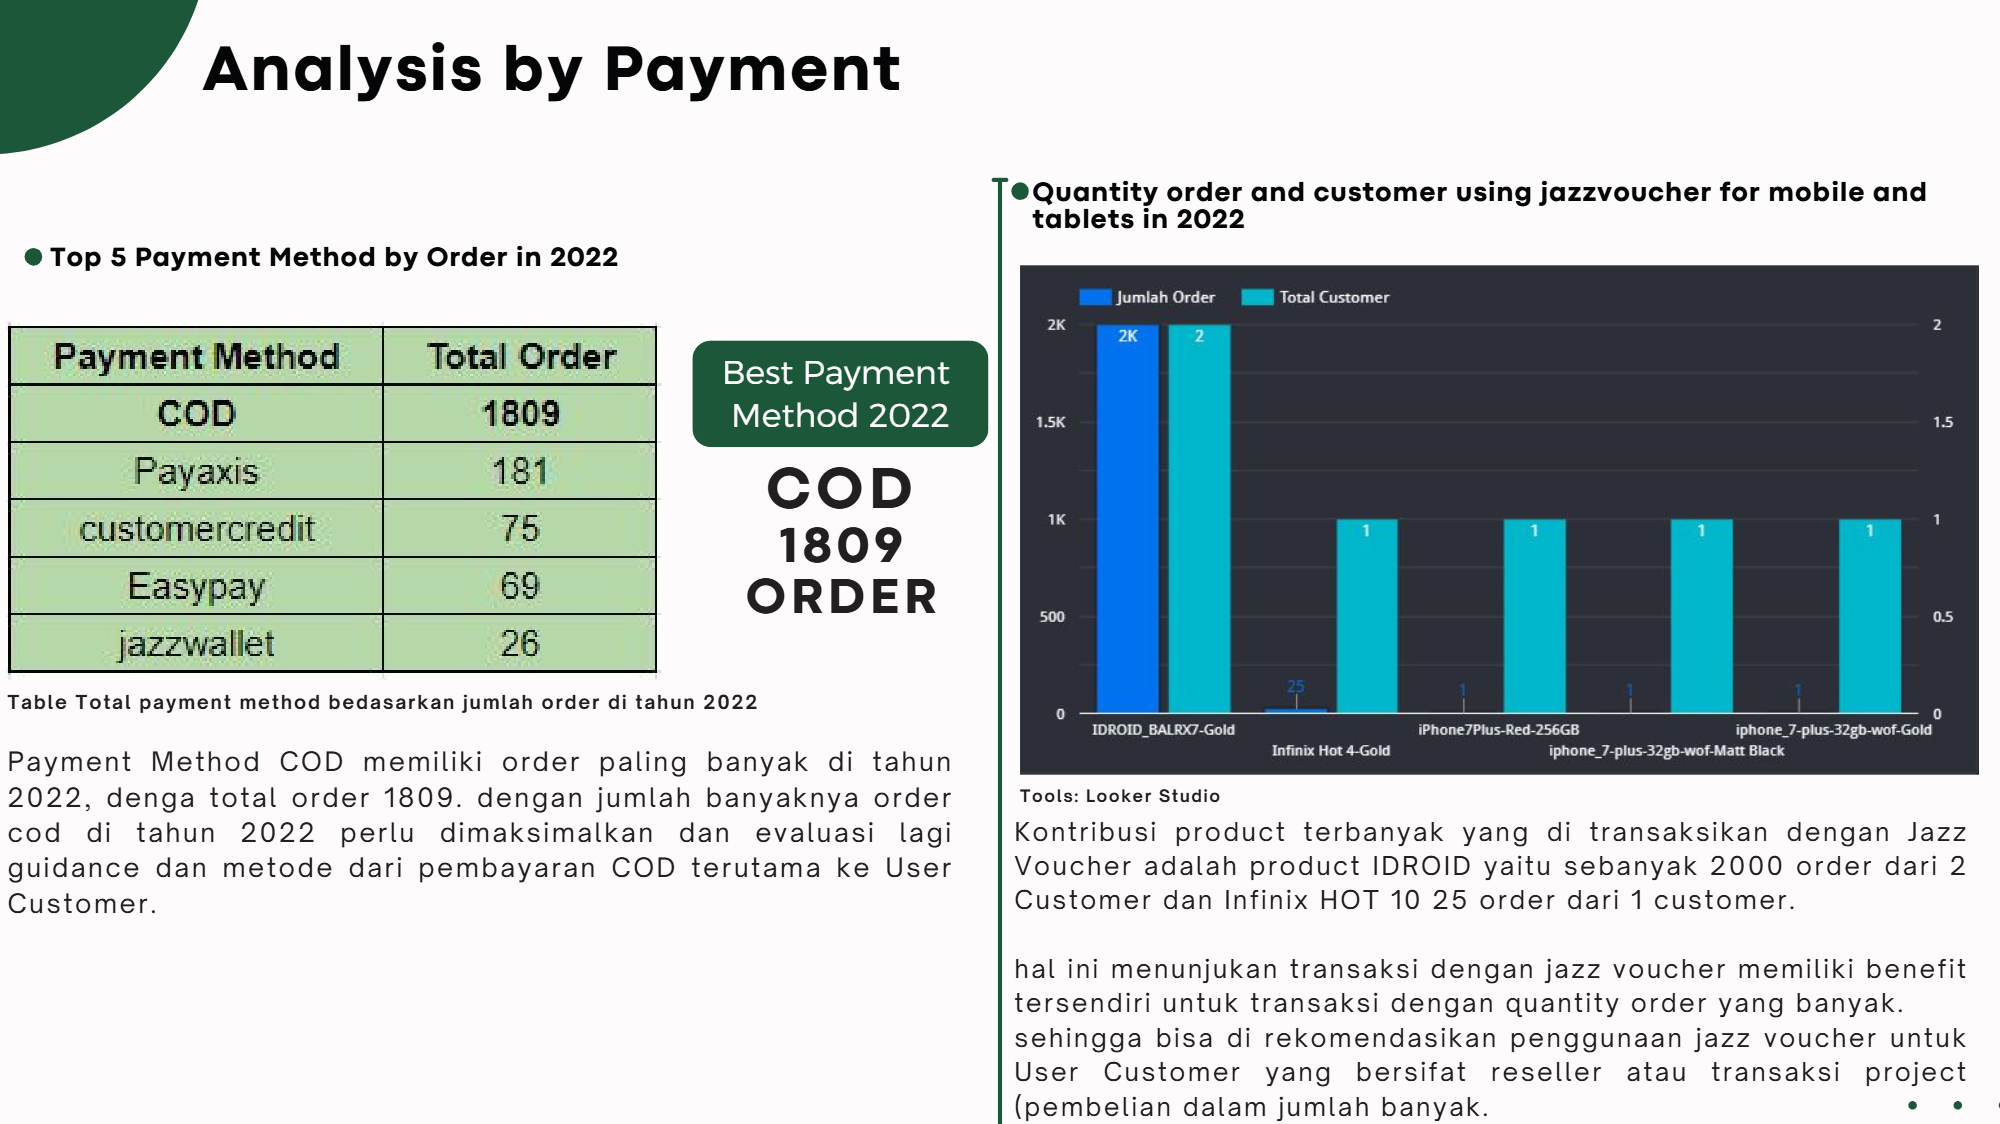 Analysis by Payment
Top 5 Payment Method by Order in 2022
Payment Method Total Order
COD 1809
Payaxis 181
customercredit 75
Easypay 69
jazzwallet 26
Table Total payment method bedasarkan jumlah order di tahun 2022
Best Payment
Method 2022
COD
1809
ORDER
Payment Method COD memiliki order paling banyak di tahun
2022, denga total order 1809. dengan jumlah banyaknya order
cod di tahun 2022 perlu dimaksimalkan dan evaluasi lagi
guidance dan metode dari pembayaran COD terutama ke User
Customer.
Quantity order and customer using jazzvoucher for mobile and
tablets in 2022
Jumlah Order Total Customer
2K 2K 2 2
1.5K 1.5
1K 1 1 1 1 1
500 0.5
25 1 1 1
0 0
IDROID_BALRX7-Gold iPhone7Plus-Red-256GB iphone_7-plus-32gb-wof-Gold
Infinix Hot 4-Gold iphone_7-plus-32gb-wof-Matt Black
Tools: Looker Studio
Kontribusi product terbanyak yang di transaksikan dengan Jazz
Voucher adalah product IDROID yaitu sebanyak 2000 order dari 2
Customer dan Infinix HOT 10 25 order dari 1 customer.
hal ini menunjukan transaksi dengan jazz voucher memiliki benefit
tersendiri untuk transaksi dengan quantity order yang banyak.
sehingga bisa di rekomendasikan penggunaan jazz voucher untuk
User Customer yang bersifat reseller atau transaksi project
(pembelian dalam jumlah banyak.